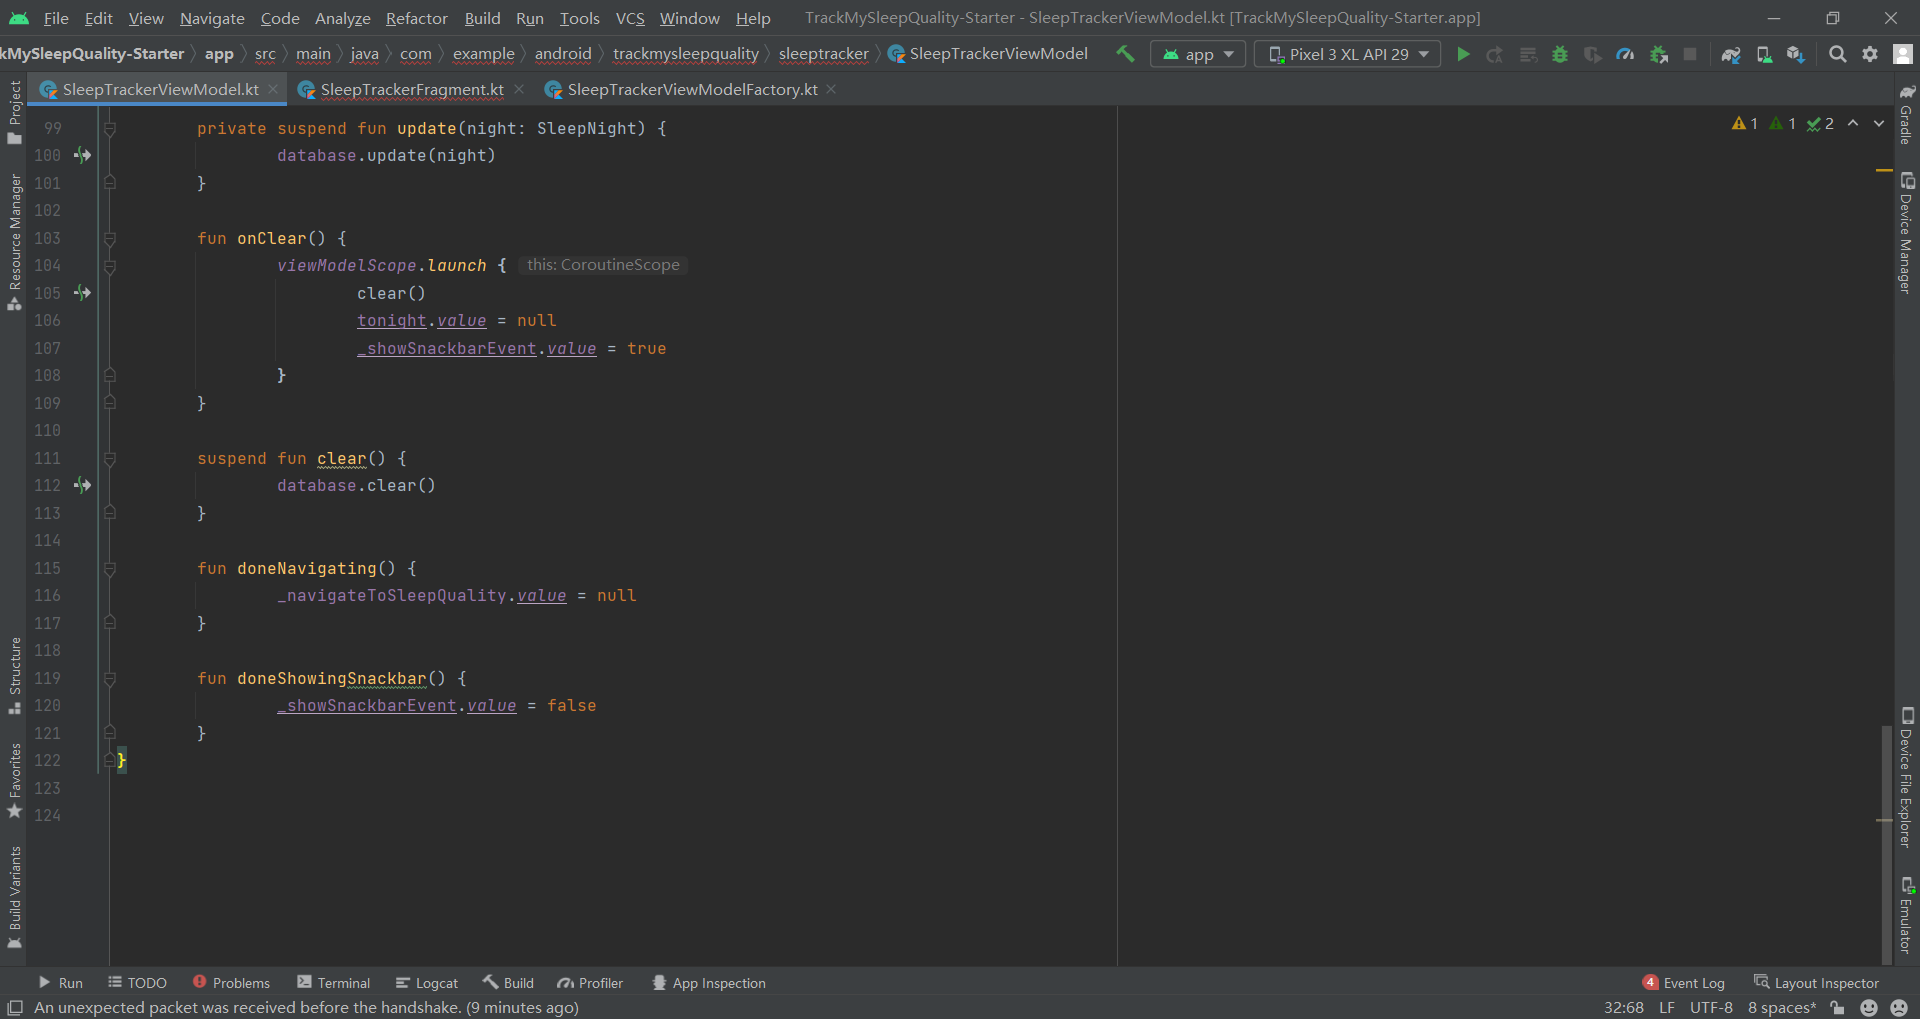 File Edit View Navigate Code Analyze Refactor Build Run Tools VCS Window Help TrackMySleepQuality-Starter - SleepTrackerViewModel.kt [TrackMySleepQuality-Starter.app]
kMySleepQuality-Starter app src main java com example android trackmysleepquality sleeptracker SleepTrackerViewModel app Pixel 3 XL API 29
SleepTrackerViewModel.kt SleepTrackerFragment.kt SleepTrackerViewModelFactory.kt
Project
Resource Manager
Structure
Favorites
Build Variants
1 1 2
99 private suspend fun update(night: SleepNight) {
100 database.update(night)
101 }
102
103 fun onClear() {
104 viewModelScope.launch { this: CoroutineScope
105 clear()
106 tonight.value = null
107 _showSnackbarEvent.value = true
108 }
109 }
110
111 suspend fun clear() {
112 database.clear()
113 }
114
115 fun doneNavigating() {
116 _navigateToSleepQuality.value = null
117 }
118
119 fun doneShowingSnackbar() {
120 _showSnackbarEvent.value = false
121 }
122 }
123
124
Gradle
Device Manager
Device File Explorer
Emulator
Run TODO Problems Terminal Logcat Build Profiler App Inspection 4 Event Log Layout Inspector
An unexpected packet was received before the handshake. (9 minutes ago) 32:68 LF UTF-8 8 spaces*